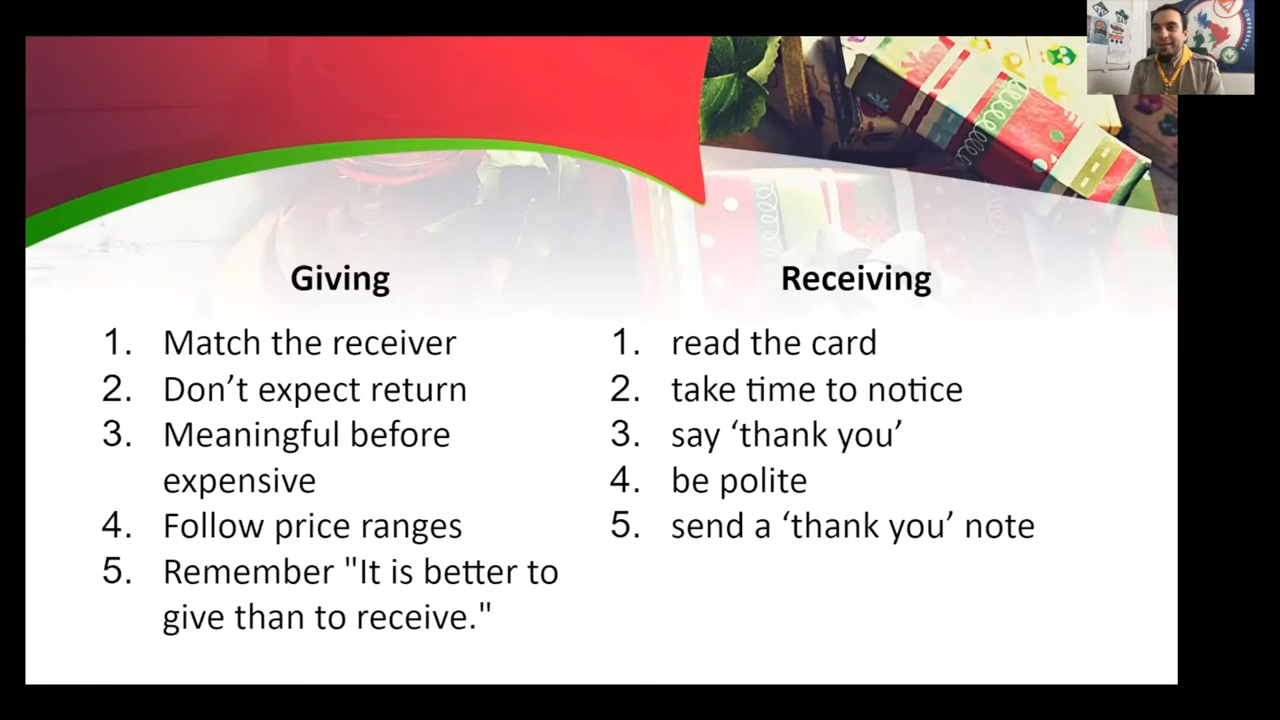 Giving
1. Match the receiver
2. Don’t expect return
3. Meaningful before
expensive
4. Follow price ranges
5. Remember "It is better to
give than to receive."
Receiving
1. read the card
2. take time to notice
3. say ‘thank you’
4. be polite
5. send a ‘thank you’ note
CONFERENCE